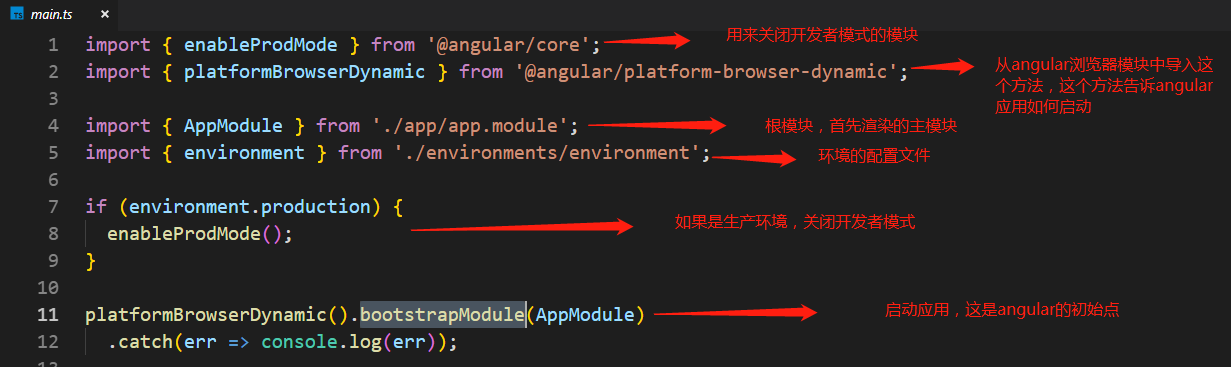 TS main.ts ×
1 import { enableProdMode } from '@angular/core'; 用来关闭开发者模式的模块
2 import { platformBrowserDynamic } from '@angular/platform-browser-dynamic'; 从angular浏览器模块中导入这
个方法，这个方法告诉angular
应用如何启动
3
4 import { AppModule } from './app/app.module'; 根模块，首先渲染的主模块
5 import { environment } from './environments/environment'; 环境的配置文件
6
7 if (environment.production) {
8 enableProdMode(); 如果是生产环境，关闭开发者模式
9 }
10
11 platformBrowserDynamic().bootstrapModule(AppModule) 启动应用，这是angular的初始点
12 .catch(err => console.log(err));